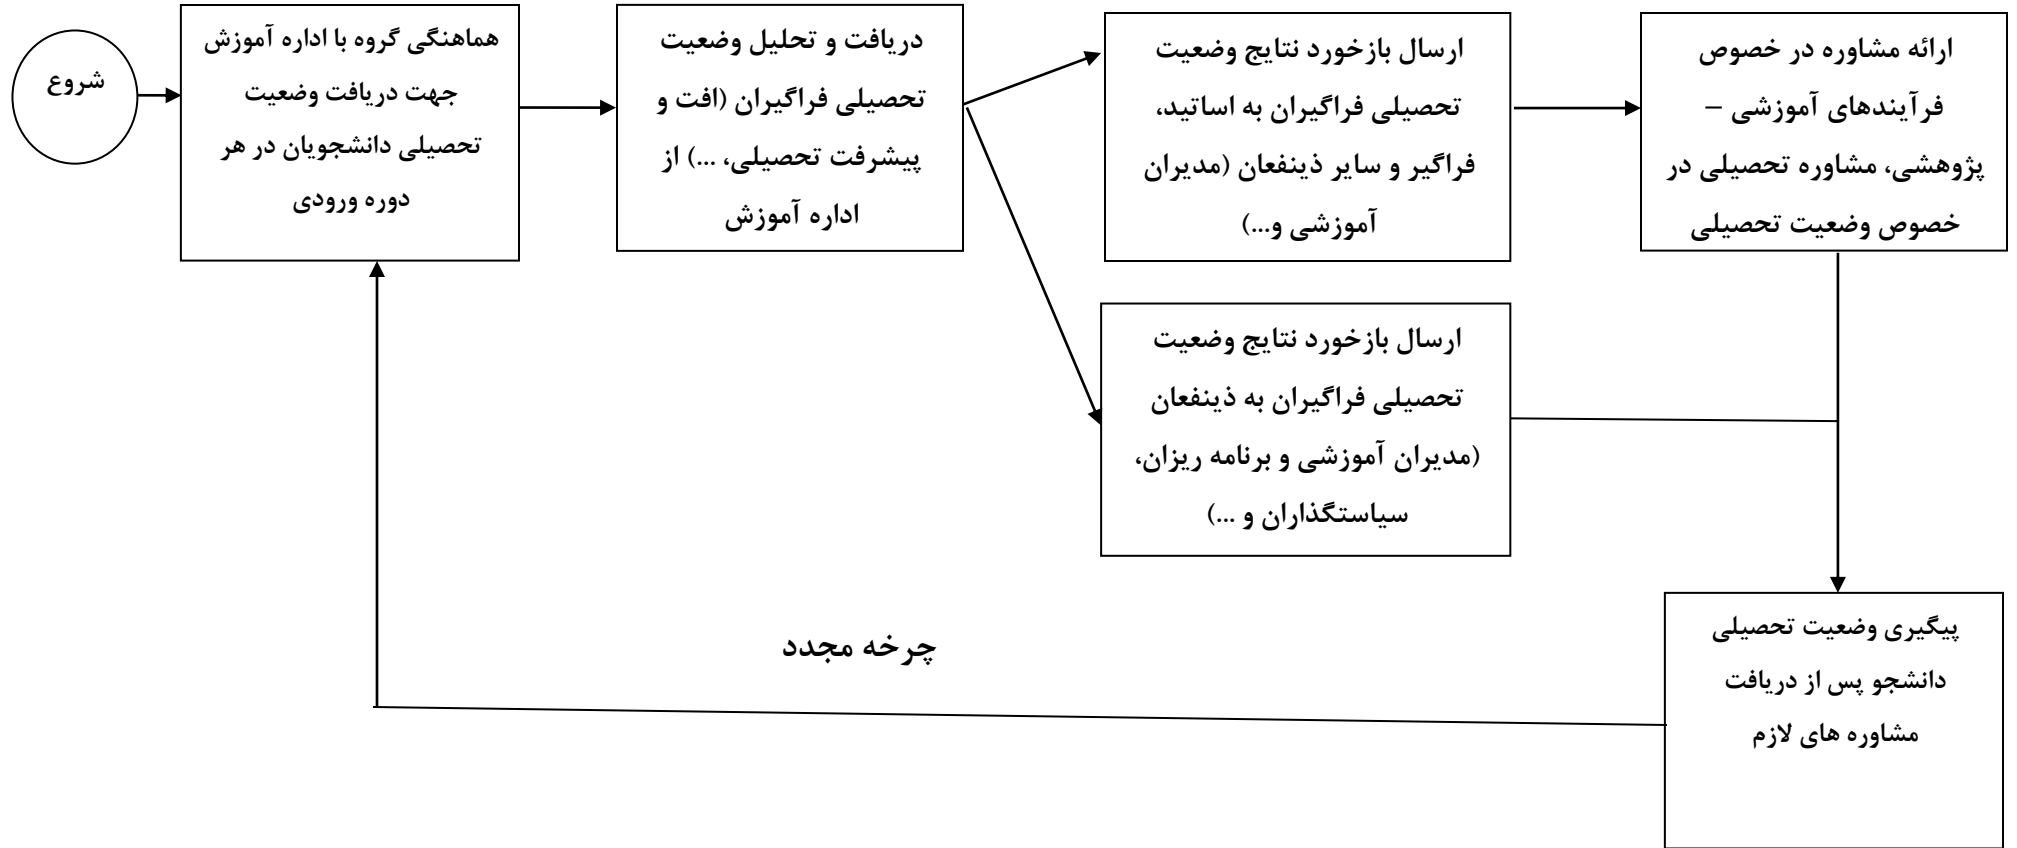 شروع
هماهنگی گروه با اداره آموزش
جهت دریافت وضعیت
تحصیلی دانشجویان در هر
دوره ورودی
دریافت و تحلیل وضعیت
تحصیلی فراگیران (افت و
پیشرفت تحصیلی، ...) از
اداره آموزش
ارسال بازخورد نتایج وضعیت
تحصیلی فراگیران به اساتید،
فراگیر و سایر ذینفعان (مدیران
آموزشی و...)
ارائه مشاوره در خصوص
فرآیندهای آموزشی –
پژوهشی، مشاوره تحصیلی در
خصوص وضعیت تحصیلی
ارسال بازخورد نتایج وضعیت
تحصیلی فراگیران به ذینفعان
(مدیران آموزشی و برنامه ریزان،
سیاستگذاران و ...)
پیگیری وضعیت تحصیلی
دانشجو پس از دریافت
مشاوره های لازم
چرخه مجدد